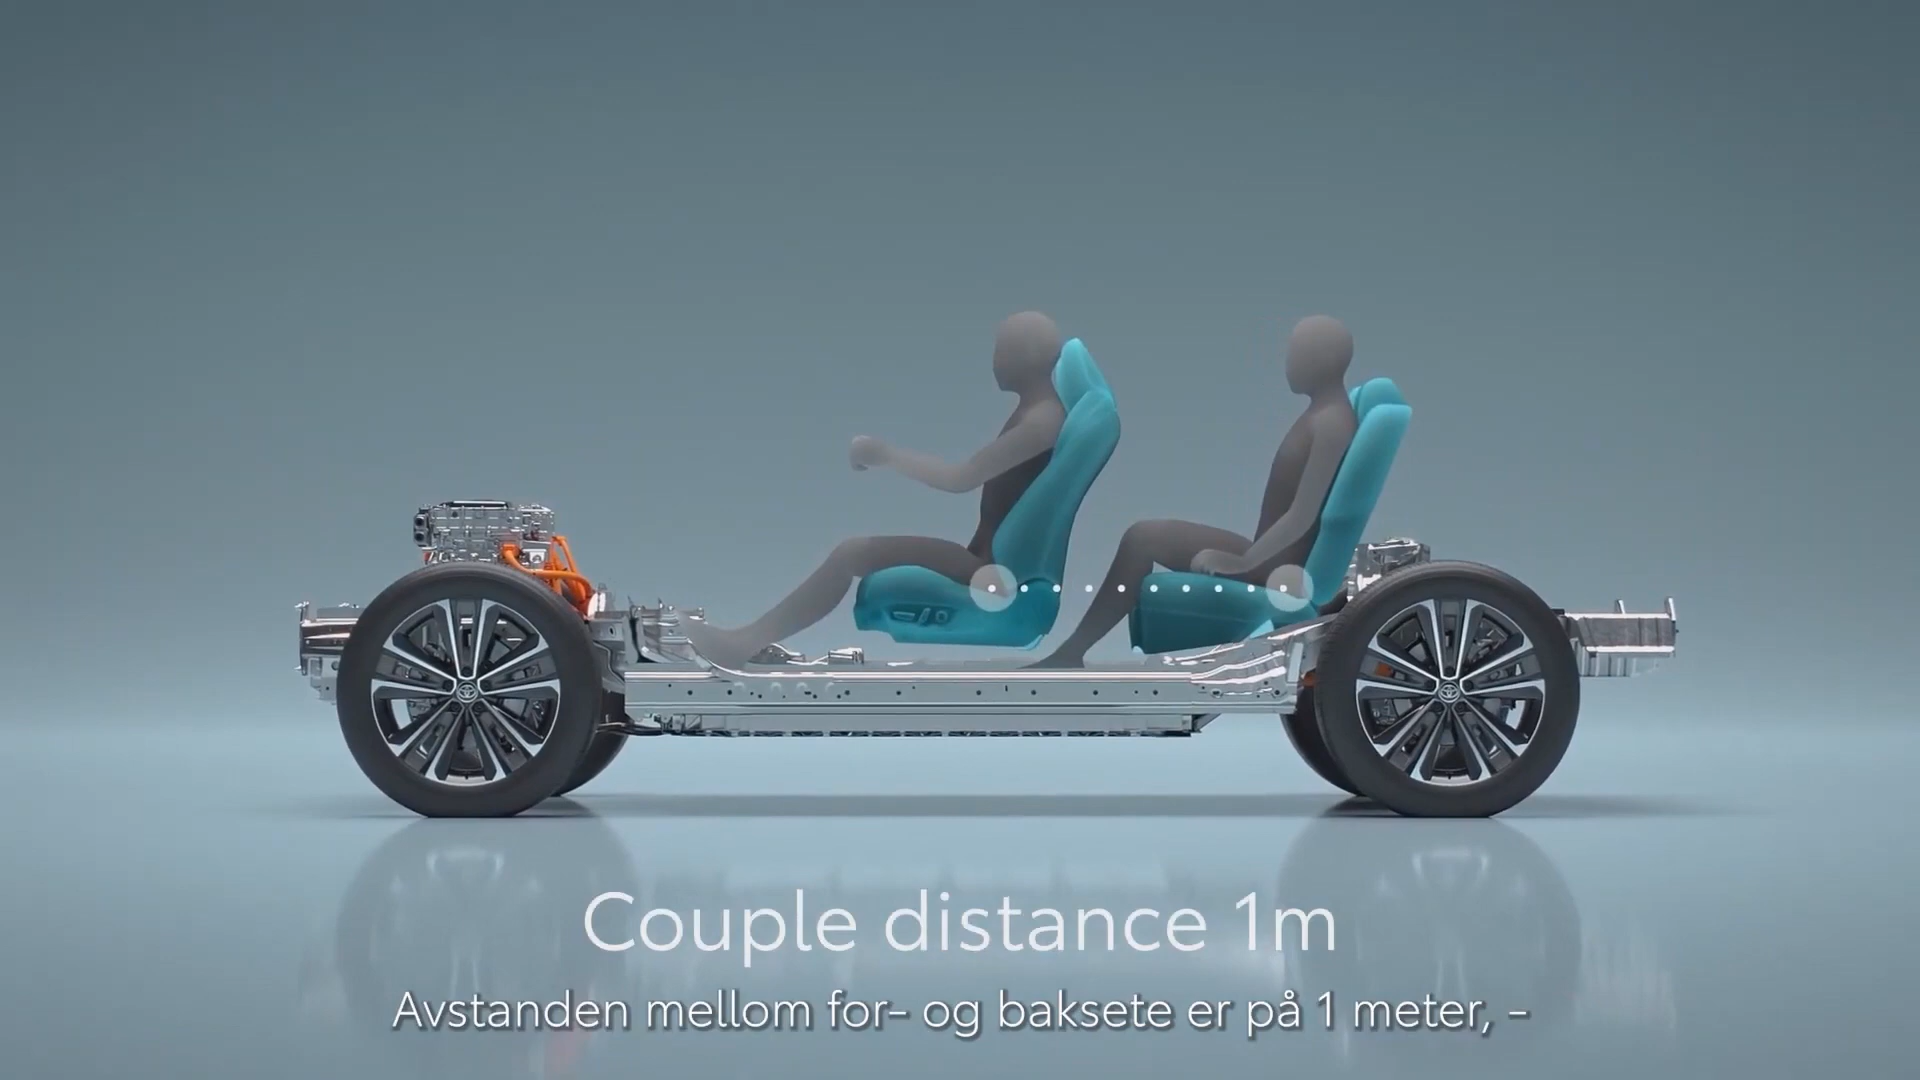 Couple distance 1m
Avstanden mellom for- og baksete er på 1 meter, -